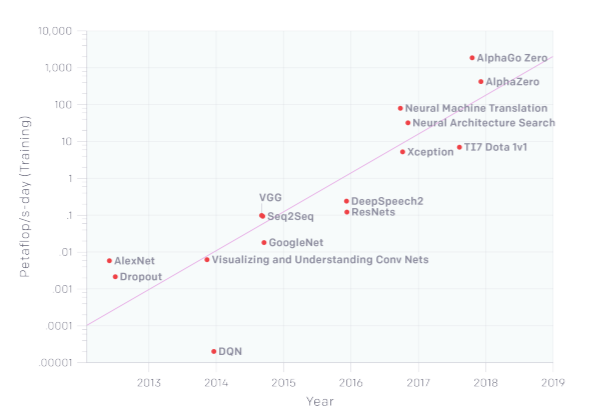 10,000
1,000
100
10
1
.1
.01
.001
.0001
.00001
Petaflop/s-day (Training)
AlphaGo Zero
AlphaZero
Neural Machine Translation
Neural Architecture Search
Xception
TI7 Dota 1v1
VGG
Seq2Seq
DeepSpeech2
ResNets
GoogleNet
AlexNet
Visualizing and Understanding Conv Nets
Dropout
DQN
2013 2014 2015 2016 2017 2018 2019
Year